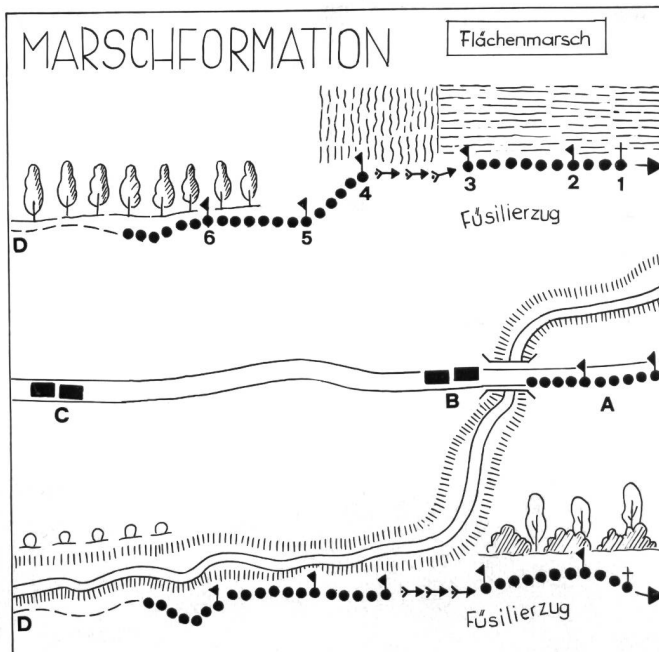 MARSCHFORMATION
Flächenmarsch
4
3
2
1
Füsilierzug
6
5
D
C
B
A
D
Füsilierzug